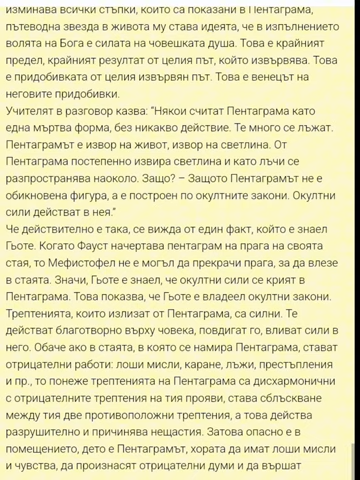 изминава всички стъпки, които са показани в Пентаграма,
пътеводна звезда в живота му става идеята, че в изпълнението
волята на Бога е силата на човешката душа. Това е крайният
предел, крайният резултат от целия път, който извървява. Това
е придобивката от целия извървян път. Това е венецът на
неговите придобивки.
Учителят в разговор казва: “Някои считат Пентаграма като
една мъртва форма, без никакво действие. Те много се лъжат.
Пентаграмът е извор на живот, извор на светлина. От
Пентаграма постепенно извира светлина и като лъчи се
разпространява наоколо. Защо? – Защото Пентаграмът не е
обикновена фигура, а е построен по окултните закони. Окултни
сили действат в нея.”
Че действително е така, се вижда от един факт, който е знаел
Гьоте. Когато Фауст начертава пентаграм на прага на своята
стая, то Мефистофел не е могъл да прекрачи прага, за да влезе
в стаята. Значи, Гьоте е знаел, че окултни сили се крият в
Пентаграма. Това показва, че Гьоте е владеел окултни закони.
Трептенията, които излизат от Пентаграма, са силни. Те
действат благотворно върху човека, повдигат го, вливат сили в
него. Обаче ако в стаята, в която се намира Пентаграма, стават
отрицателни работи: лоши мисли, каране, лъжи, престъпления
и пр., то понеже трептенията на Пентаграма са дисхармонични
с отрицателните трептения на тия прояви, става сблъскване
между тия две противоположни трептения, а това действа
разрушително и причинява нещастия. Затова опасно е в
помещението, дето е Пентаграмът, хората да имат лоши мисли
и чувства, да произнасят отрицателни думи и да вършат